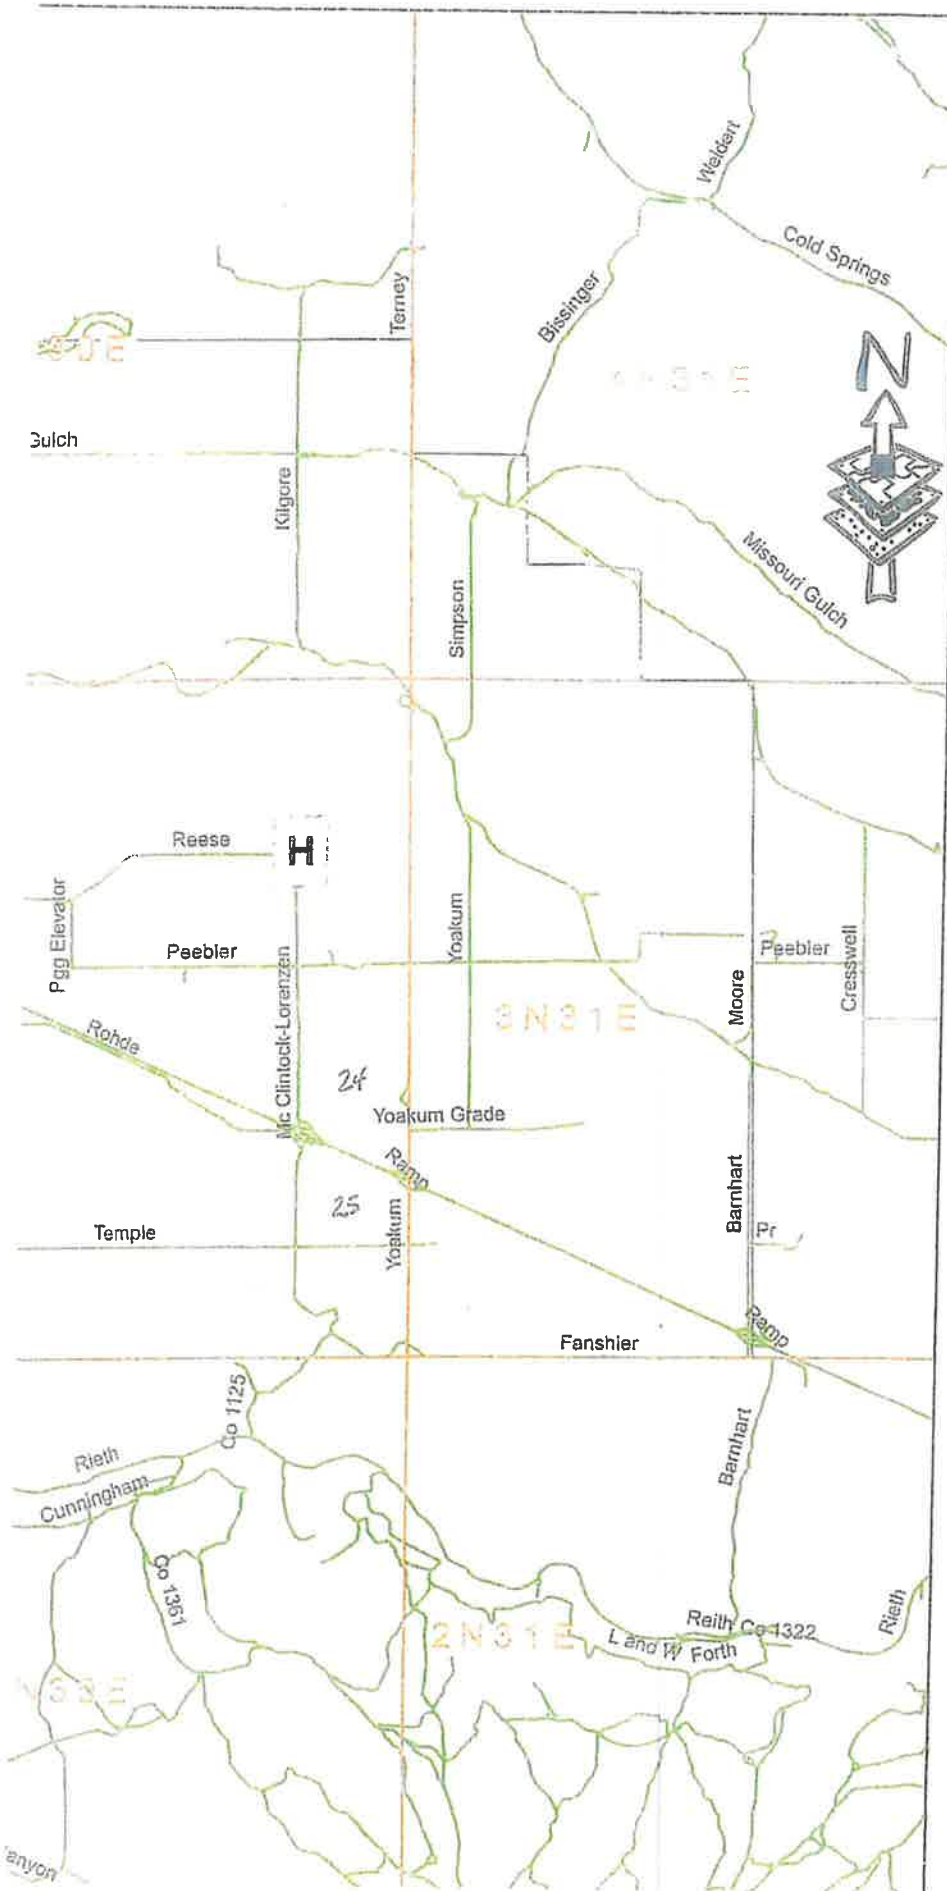 Weldert
Cold Springs
Bissinger
Terney
N
Gulch
Kilgore
Missouri Gulch
Simpson
Reese
H
Pgg Elevator
Peebler
Mc Clintock-Lorenzen
Yoakum
Moore
Peebler
Cresswell
3N31E
Rohde
24
Yoakum Grade
Ramp
25
Barnhart
Temple
Yoakum
Pr
Ramp
Fanshier
Co 1125
Barnhart
Rieth
Cunningham
Co 1361
2N31E
Reith Co 1322
L and W Forth
Rieth
anyon